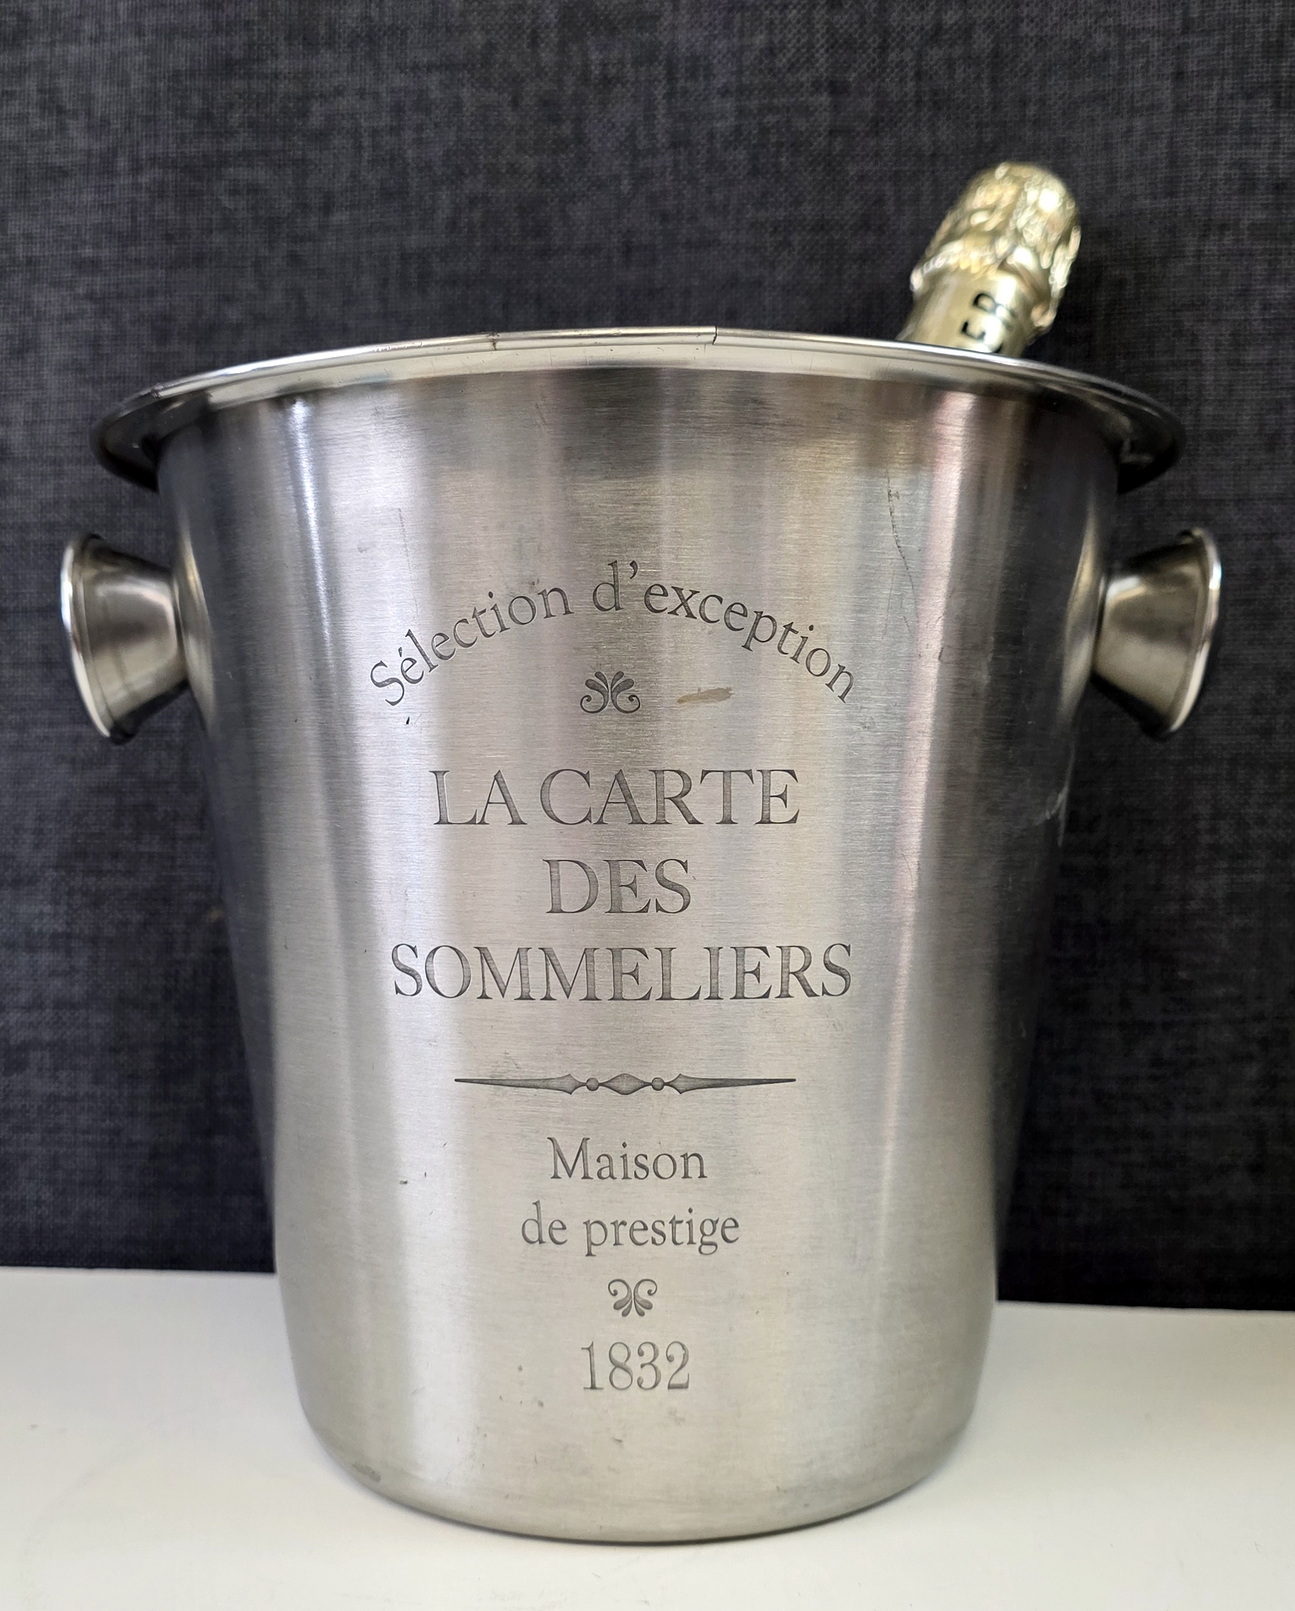 Sélection d'exception
LA CARTE
DES
SOMMELIERS
Maison
de prestige
1832